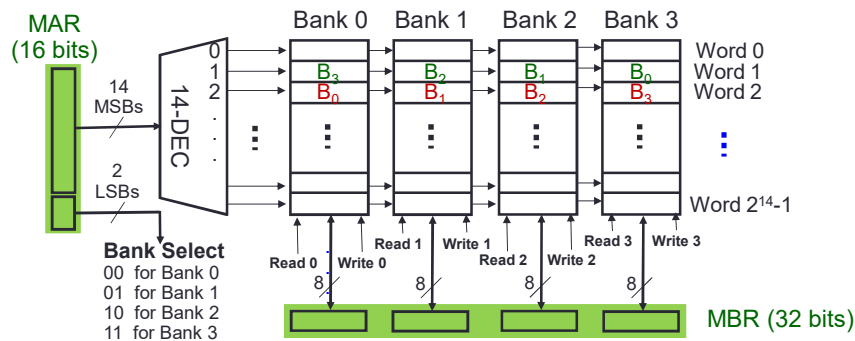 MAR
(16 bits)
14
MSBs
2
LSBs
14-DEC
0
1
2
Bank 0
Bank 1
Bank 2
Bank 3
Word 0
B3
B2
B1
B0
Word 1
B0
B1
B2
B3
Word 2
Word 2¹⁴-1
Read 0
Write 0
Read 1
Write 1
Read 2
Write 2
Read 3
Write 3
Bank Select
00 for Bank 0
01 for Bank 1
10 for Bank 2
11 for Bank 3
8
8
8
8
MBR (32 bits)